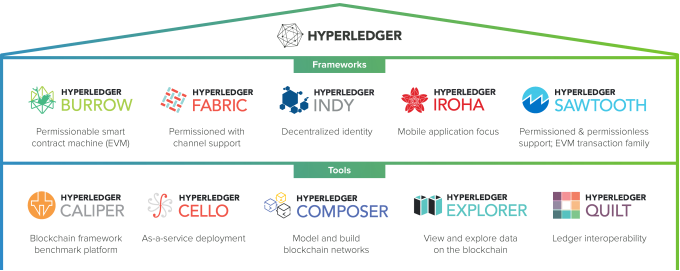 HYPERLEDGER
Frameworks
HYPERLEDGER
BURROW
Permissionable smart
contract machine (EVM)
HYPERLEDGER
FABRIC
Permissioned with
channel support
HYPERLEDGER
INDY
Decentralized identity
HYPERLEDGER
IROHA
Mobile application focus
HYPERLEDGER
SAWTOOTH
Permissioned & permissionless
support; EVM transaction family
Tools
HYPERLEDGER
CALIPER
Blockchain framework
benchmark platform
HYPERLEDGER
CELLO
As-a-service deployment
HYPERLEDGER
COMPOSER
Model and build
blockchain networks
HYPERLEDGER
EXPLORER
View and explore data
on the blockchain
HYPERLEDGER
QUILT
Ledger interoperability